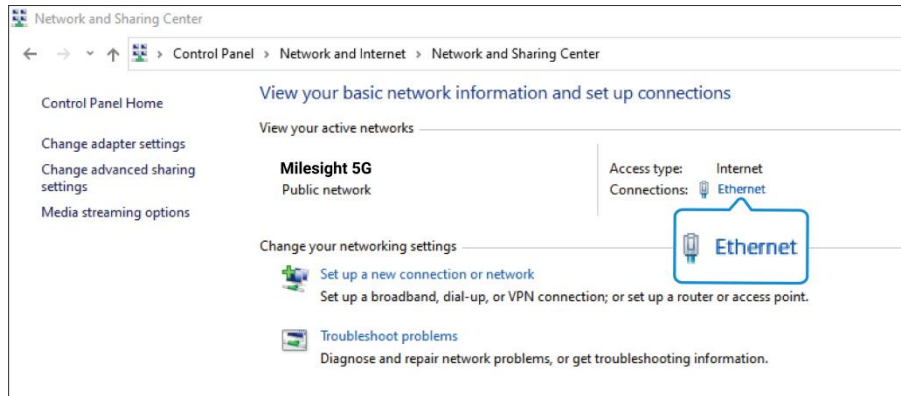 Network and Sharing Center
Control Panel > Network and Internet > Network and Sharing Center
Control Panel Home
Change adapter settings
Change advanced sharing
settings
Media streaming options
View your basic network information and set up connections
View your active networks
Milesight 5G
Public network
Access type: Internet
Connections: Ethernet
Ethernet
Change your networking settings
Set up a new connection or network
Set up a broadband, dial-up, or VPN connection; or set up a router or access point.
Troubleshoot problems
Diagnose and repair network problems, or get troubleshooting information.